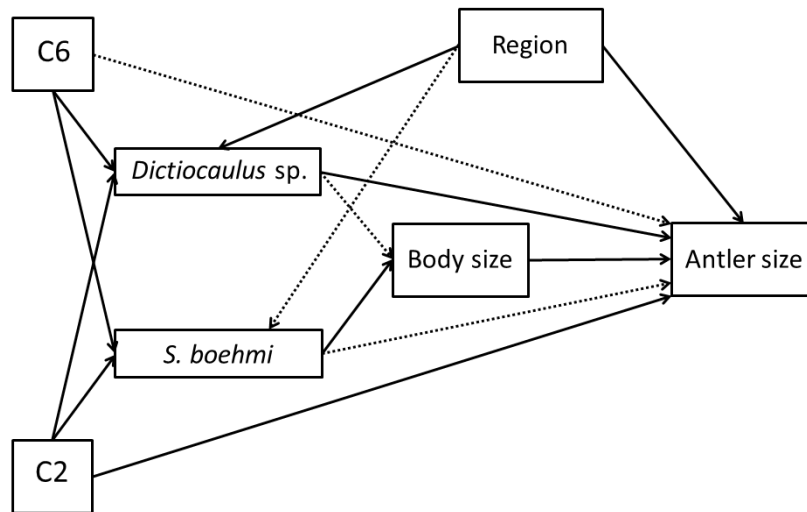 C6
Region
Dictiocaulus sp.
Body size
Antler size
S. boehmi
C2